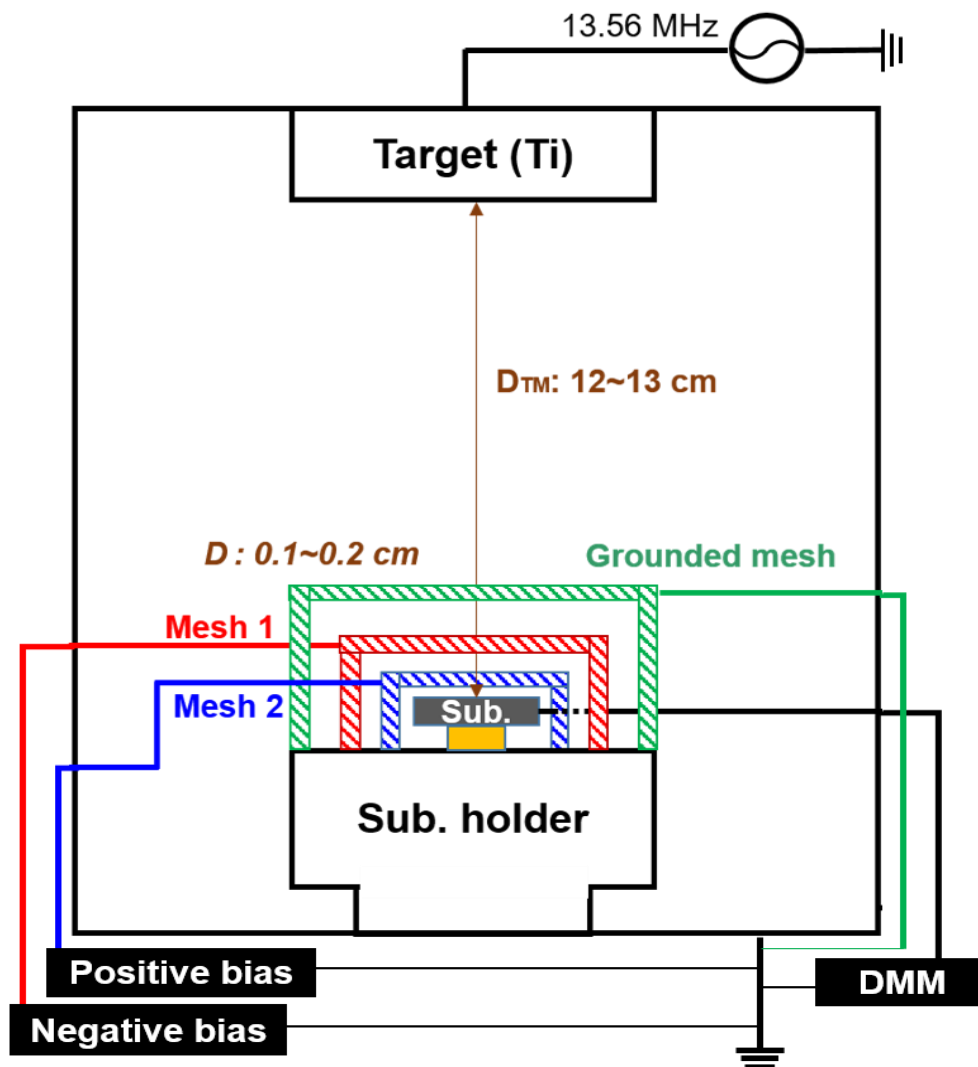 13.56 MHz
Target (Ti)
DTM: 12~13 cm
D : 0.1~0.2 cm
Grounded mesh
Mesh 1
Mesh 2
Sub.
Sub. holder
Positive bias
DMM
Negative bias